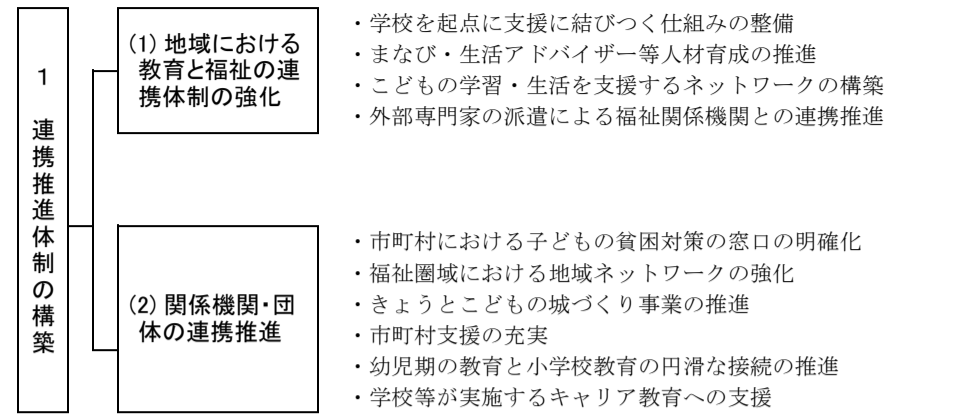 1 連携推進体制の構築
(1) 地域における
教育と福祉の連
携体制の強化
・学校を起点に支援に結びつく仕組みの整備
・まなび・生活アドバイザー等人材育成の推進
・こどもの学習・生活を支援するネットワークの構築
・外部専門家の派遣による福祉関係機関との連携推進
(2) 関係機関・団
体の連携推進
・市町村における子どもの貧困対策の窓口の明確化
・福祉圏域における地域ネットワークの強化
・きょうとこどもの城づくり事業の推進
・市町村支援の充実
・幼児期の教育と小学校教育の円滑な接続の推進
・学校等が実施するキャリア教育への支援